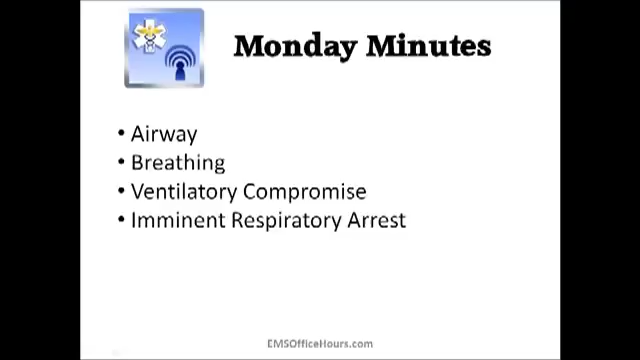 Monday Minutes
• Airway
• Breathing
• Ventilatory Compromise
• Imminent Respiratory Arrest
EMSOfficeHours.com